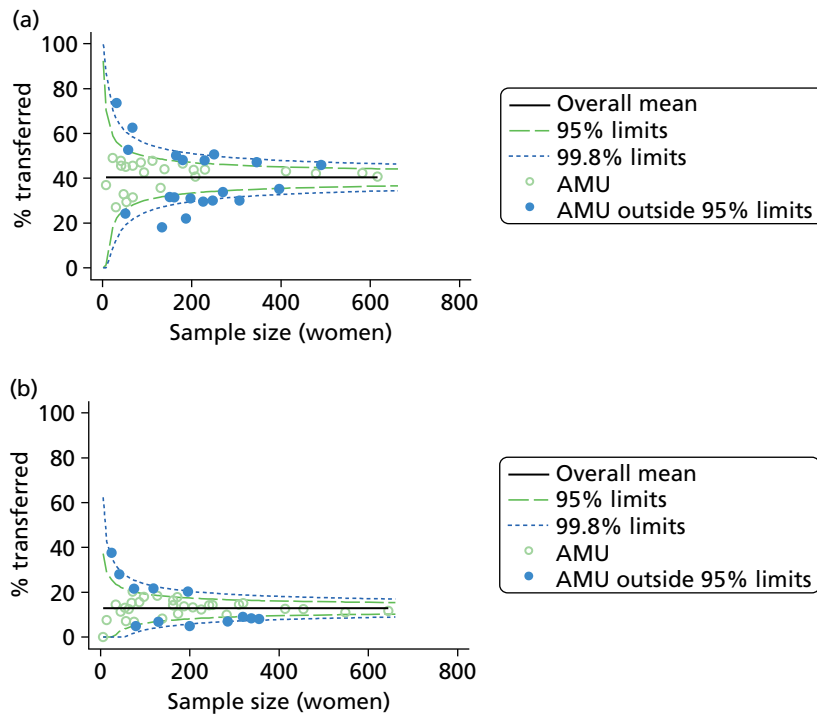 (a)
100
80
60
40
20
0
% transferred
0 200 400 600 800
Sample size (women)
Overall mean
95% limits
99.8% limits
AMU
AMU outside 95% limits
(b)
100
80
60
40
20
0
% transferred
0 200 400 600 800
Sample size (women)
Overall mean
95% limits
99.8% limits
AMU
AMU outside 95% limits